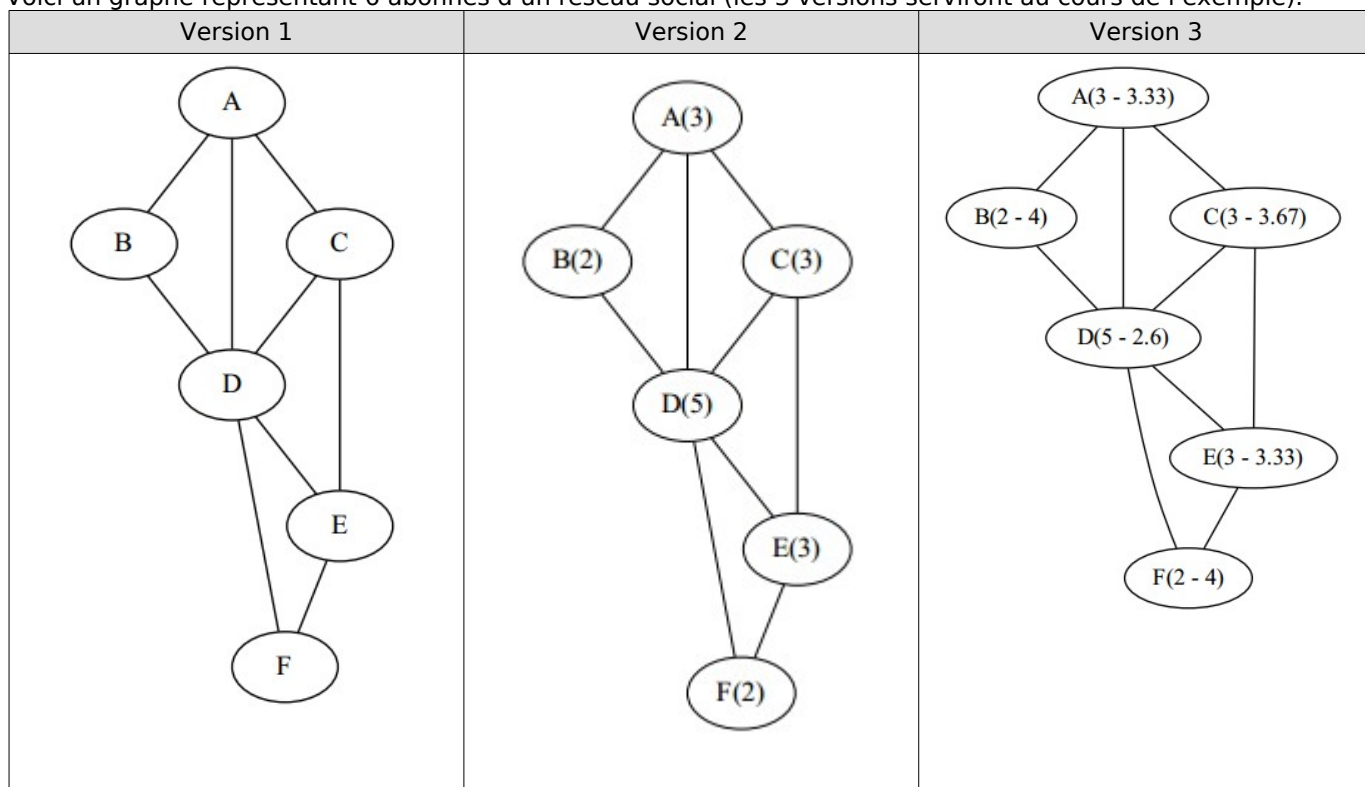 Voici un graphe représentant 6 abonnés d'un réseau social (les 3 versions serviront au cours de l'exemple):
Version 1
Version 2
Version 3
A
B
C
D
E
F
A(3)
B(2)
C(3)
D(5)
E(3)
F(2)
A(3 - 3.33)
B(2 - 4)
C(3 - 3.67)
D(5 - 2.6)
E(3 - 3.33)
F(2 - 4)